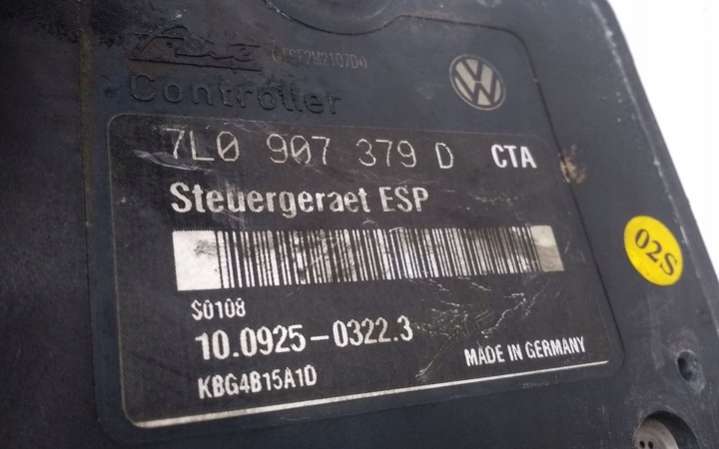 Controller
7L0 907 379 D CTA
Steuergeraet ESP
02S
S0108
10.0925-0322.3
MADE IN GERMANY
KBG4B15A1D